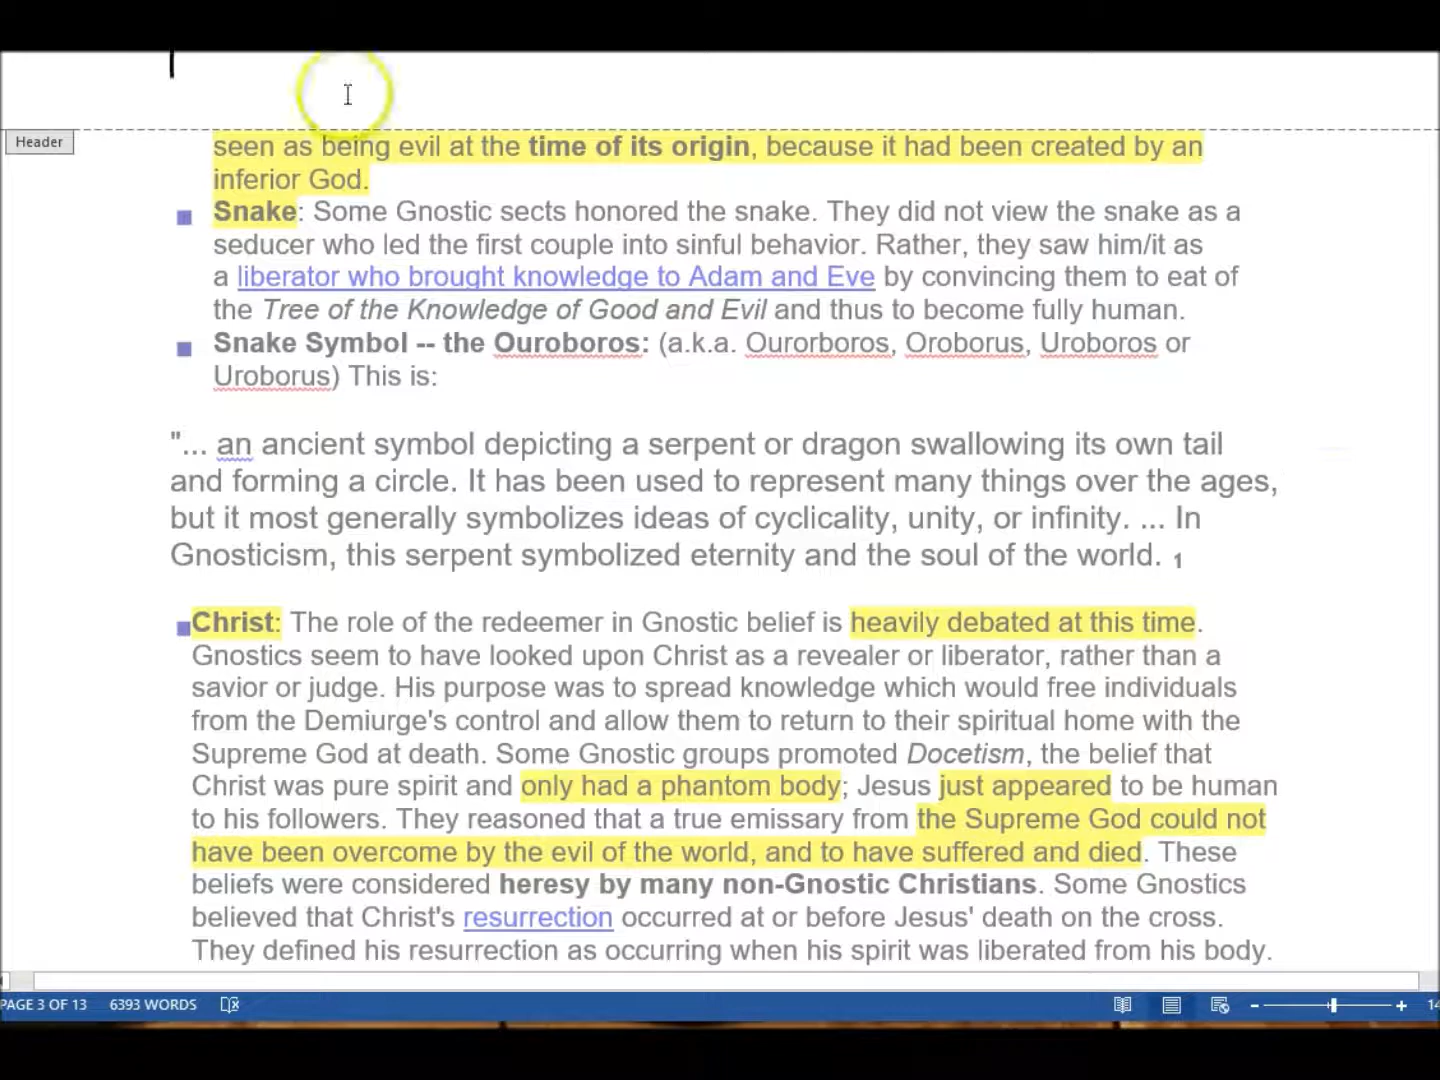 Header
seen as being evil at the time of its origin, because it had been created by an
inferior God.
Snake: Some Gnostic sects honored the snake. They did not view the snake as a
seducer who led the first couple into sinful behavior. Rather, they saw him/it as
a liberator who brought knowledge to Adam and Eve by convincing them to eat of
the Tree of the Knowledge of Good and Evil and thus to become fully human.
Snake Symbol -- the Ouroboros: (a.k.a. Ourorboros, Oroborus, Uroboros or
Uroborus) This is:
"... an ancient symbol depicting a serpent or dragon swallowing its own tail
and forming a circle. It has been used to represent many things over the ages,
but it most generally symbolizes ideas of cyclicality, unity, or infinity. ... In
Gnosticism, this serpent symbolized eternity and the soul of the world. 1
Christ: The role of the redeemer in Gnostic belief is heavily debated at this time.
Gnostics seem to have looked upon Christ as a revealer or liberator, rather than a
savior or judge. His purpose was to spread knowledge which would free individuals
from the Demiurge's control and allow them to return to their spiritual home with the
Supreme God at death. Some Gnostic groups promoted Docetism, the belief that
Christ was pure spirit and only had a phantom body; Jesus just appeared to be human
to his followers. They reasoned that a true emissary from the Supreme God could not
have been overcome by the evil of the world, and to have suffered and died. These
beliefs were considered heresy by many non-Gnostic Christians. Some Gnostics
believed that Christ's resurrection occurred at or before Jesus' death on the cross.
They defined his resurrection as occurring when his spirit was liberated from his body.
PAGE 3 OF 13 6393 WORDS